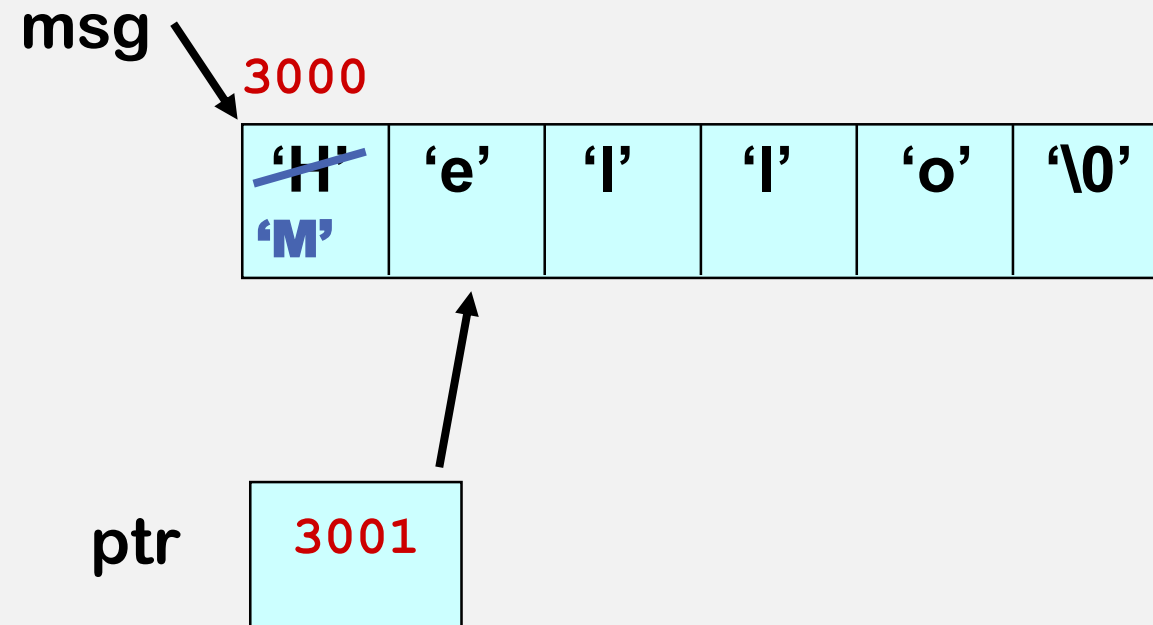 msg
3000
‘H’ ‘e’ ‘l’ ‘l’ ‘o’ ‘\0’
‘M’
ptr
3001